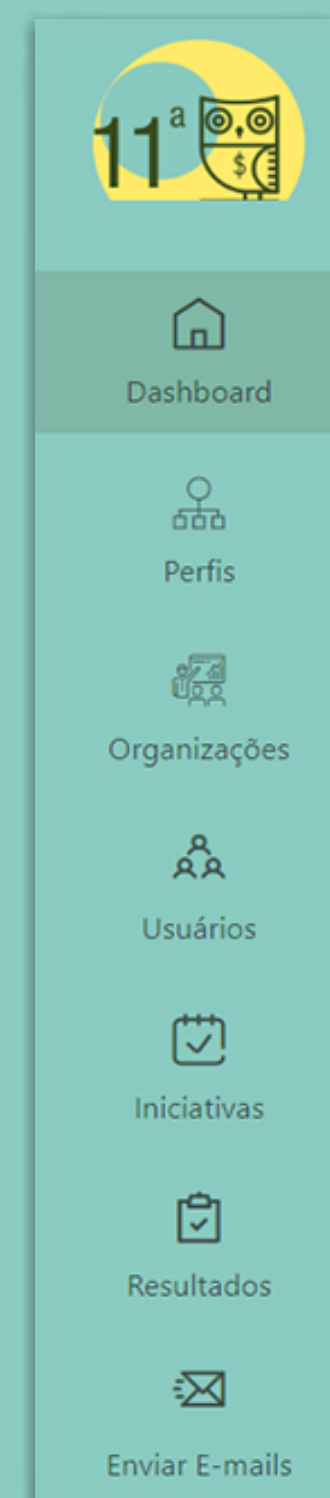 11ª
$
Dashboard
Perfis
Organizações
Usuários
Iniciativas
Resultados
Enviar E-mails